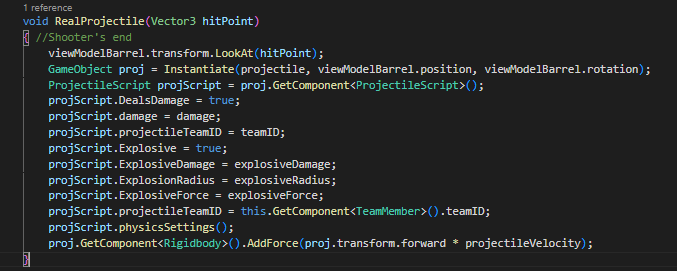 1 reference
void RealProjectile(Vector3 hitPoint)
{ //Shooter's end
viewModelBarrel.transform.LookAt(hitPoint);
GameObject proj = Instantiate(projectile, viewModelBarrel.position, viewModelBarrel.rotation);
ProjectileScript projScript = proj.GetComponent<ProjectileScript>();
projScript.DealsDamage = true;
projScript.damage = damage;
projScript.projectileTeamID = teamID;
projScript.Explosive = true;
projScript.ExplosiveDamage = explosiveDamage;
projScript.ExplosionRadius = explosiveRadius;
projScript.ExplosiveForce = explosiveForce;
projScript.projectileTeamID = this.GetComponent<TeamMember>().teamID;
projScript.physicsSettings();
proj.GetComponent<Rigidbody>().AddForce(proj.transform.forward * projectileVelocity);
}